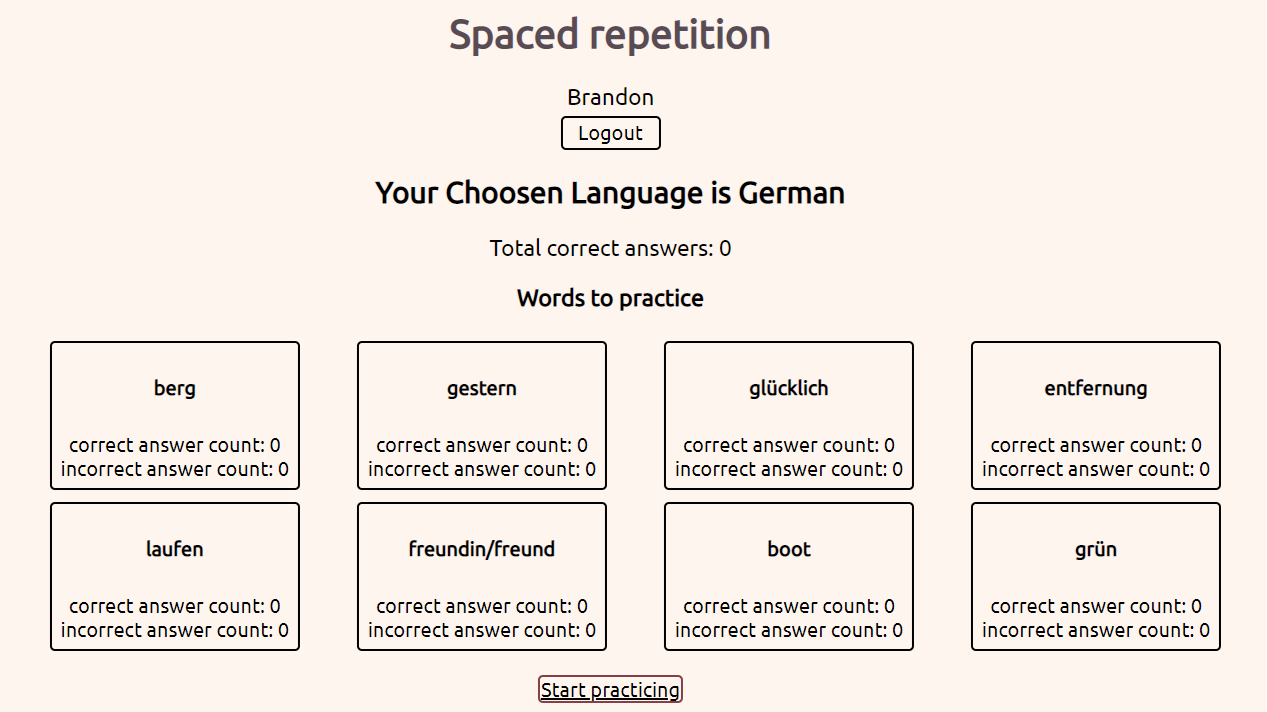 Spaced repetition
Brandon
Logout
Your Choosen Language is German
Total correct answers: 0
Words to practice
berg
correct answer count: 0
incorrect answer count: 0
gestern
correct answer count: 0
incorrect answer count: 0
glücklich
correct answer count: 0
incorrect answer count: 0
entfernung
correct answer count: 0
incorrect answer count: 0
laufen
correct answer count: 0
incorrect answer count: 0
freundin/freund
correct answer count: 0
incorrect answer count: 0
boot
correct answer count: 0
incorrect answer count: 0
grün
correct answer count: 0
incorrect answer count: 0
Start practicing